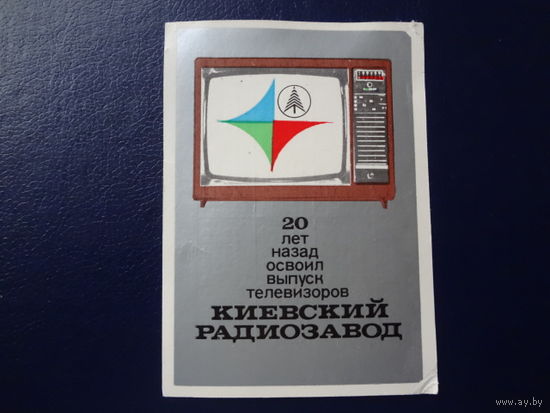 20
лет
назад
освоил
выпуск
телевизоров
КИЕВСКИЙ
РАДИОЗАВОД
www.ay.by